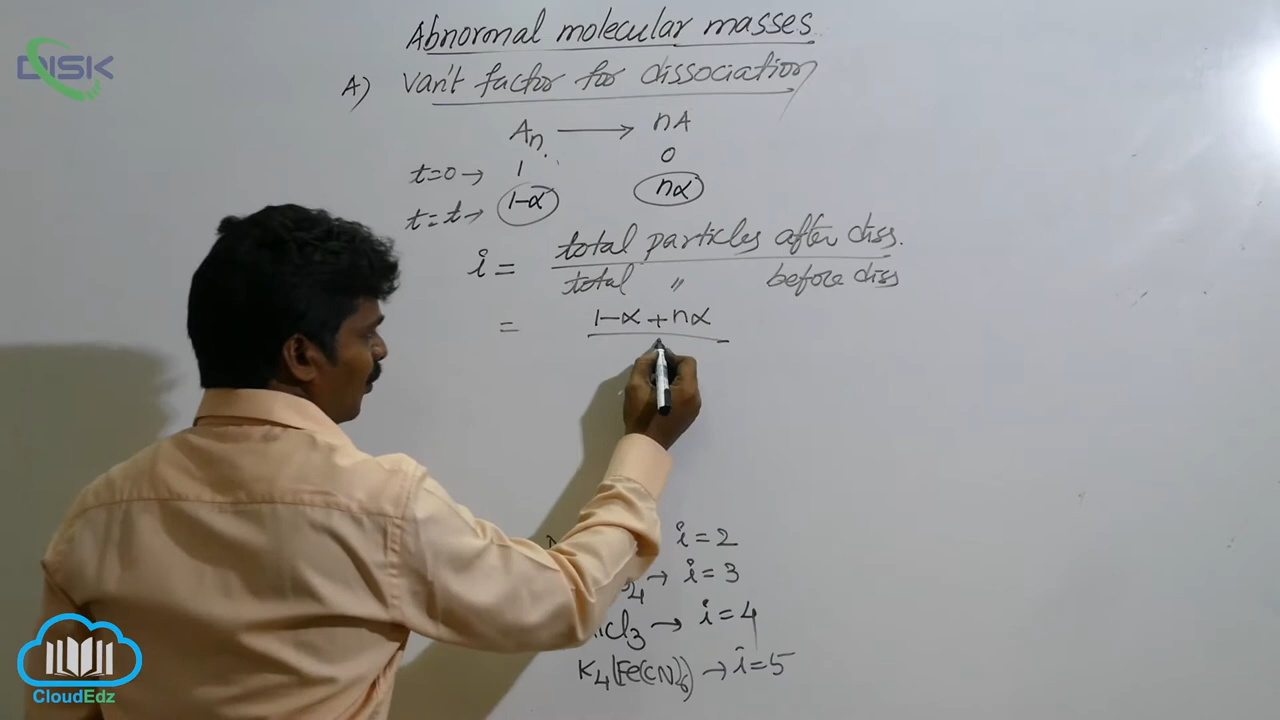 DISK
Abnormal molecular masses
A) Van't factor for dissociation
An → nA
t=0→ 1 0
t=t→ 1-α nα
i = total particles after diss.
total " before diss
= 1-α+nα
i=2
4 → i=3
Cl3 → i=4
K4[Fe(CN)6] → i=5
CloudEdz